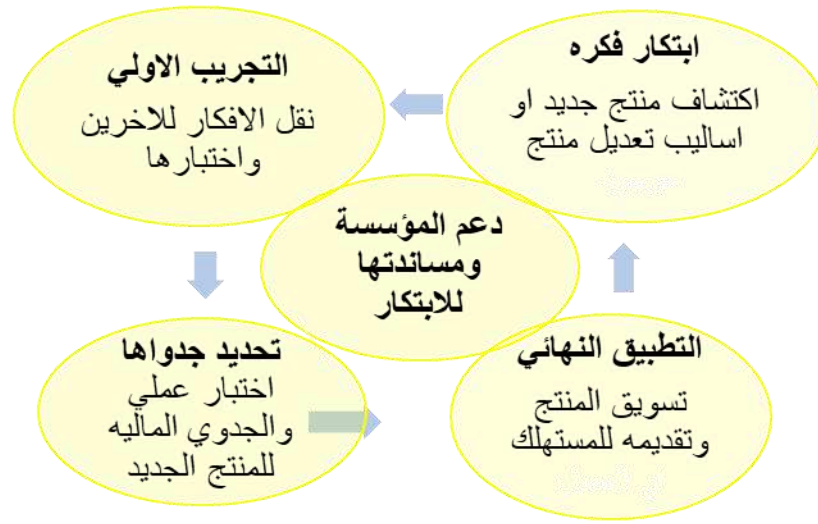 ابتكار فكره
اكتشاف منتج جديد او
اساليب تعديل منتج
التجريب الاولي
نقل الافكار للاخرين
واختبارها
دعم المؤسسة
ومساندتها
للابتكار
تحديد جدواها
اختبار عملي
والجدوي الماليه
للمنتج الجديد
التطبيق النهائي
تسويق المنتج
وتقديمه للمستهلك